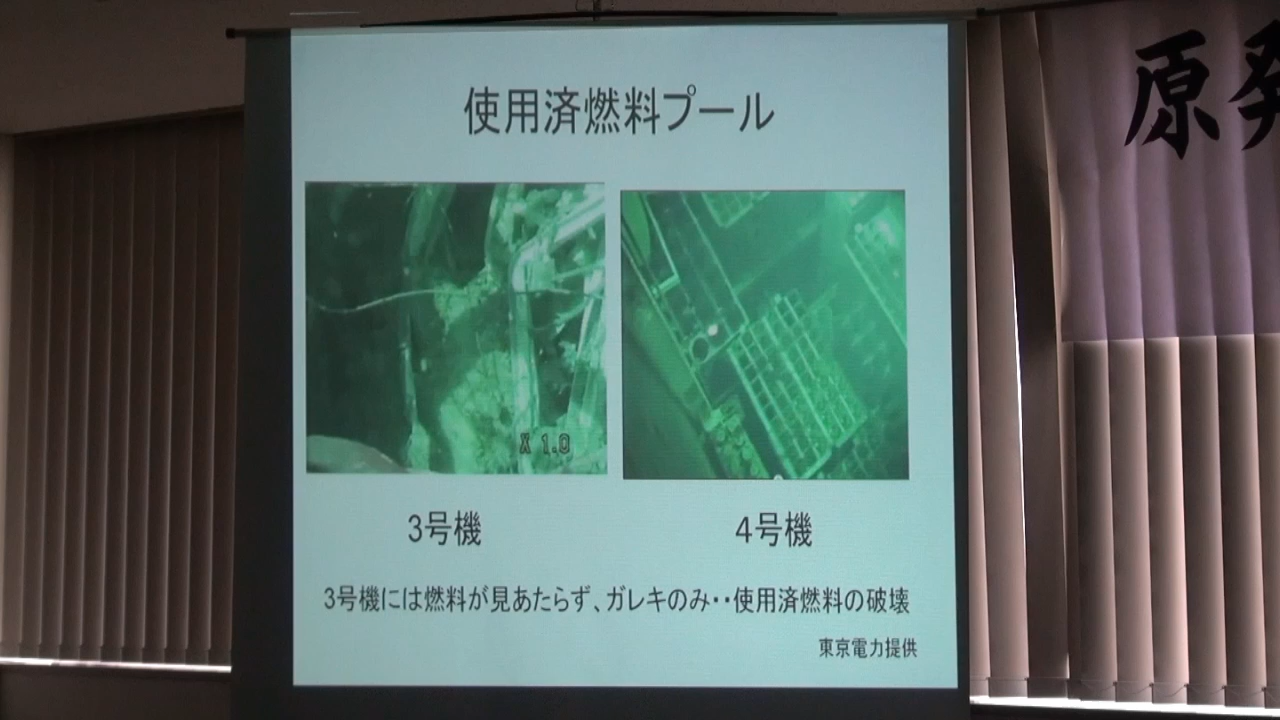 使用済燃料プール
原発
X 1.0
3号機
4号機
3号機には燃料が見あたらず、ガレキのみ・・使用済燃料の破壊
東京電力提供